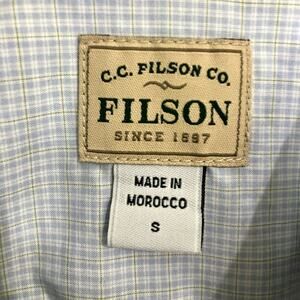 C.C. FILSON CO.
FILSON
SINCE 1897
MADE IN
MOROCCO
S